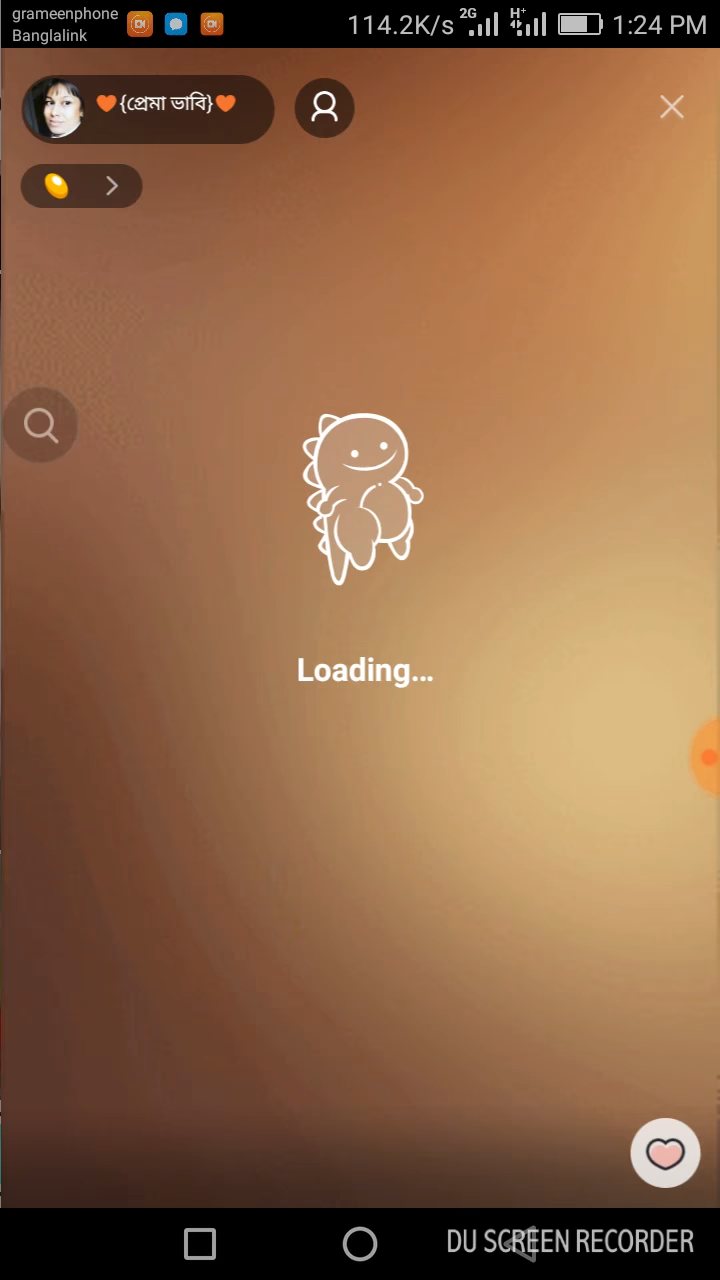 grameenphone
Banglalink
114.2K/s 2G H+ 1:24 PM
{প্রেমা ভাবি}
Loading...
DU SCREEN RECORDER